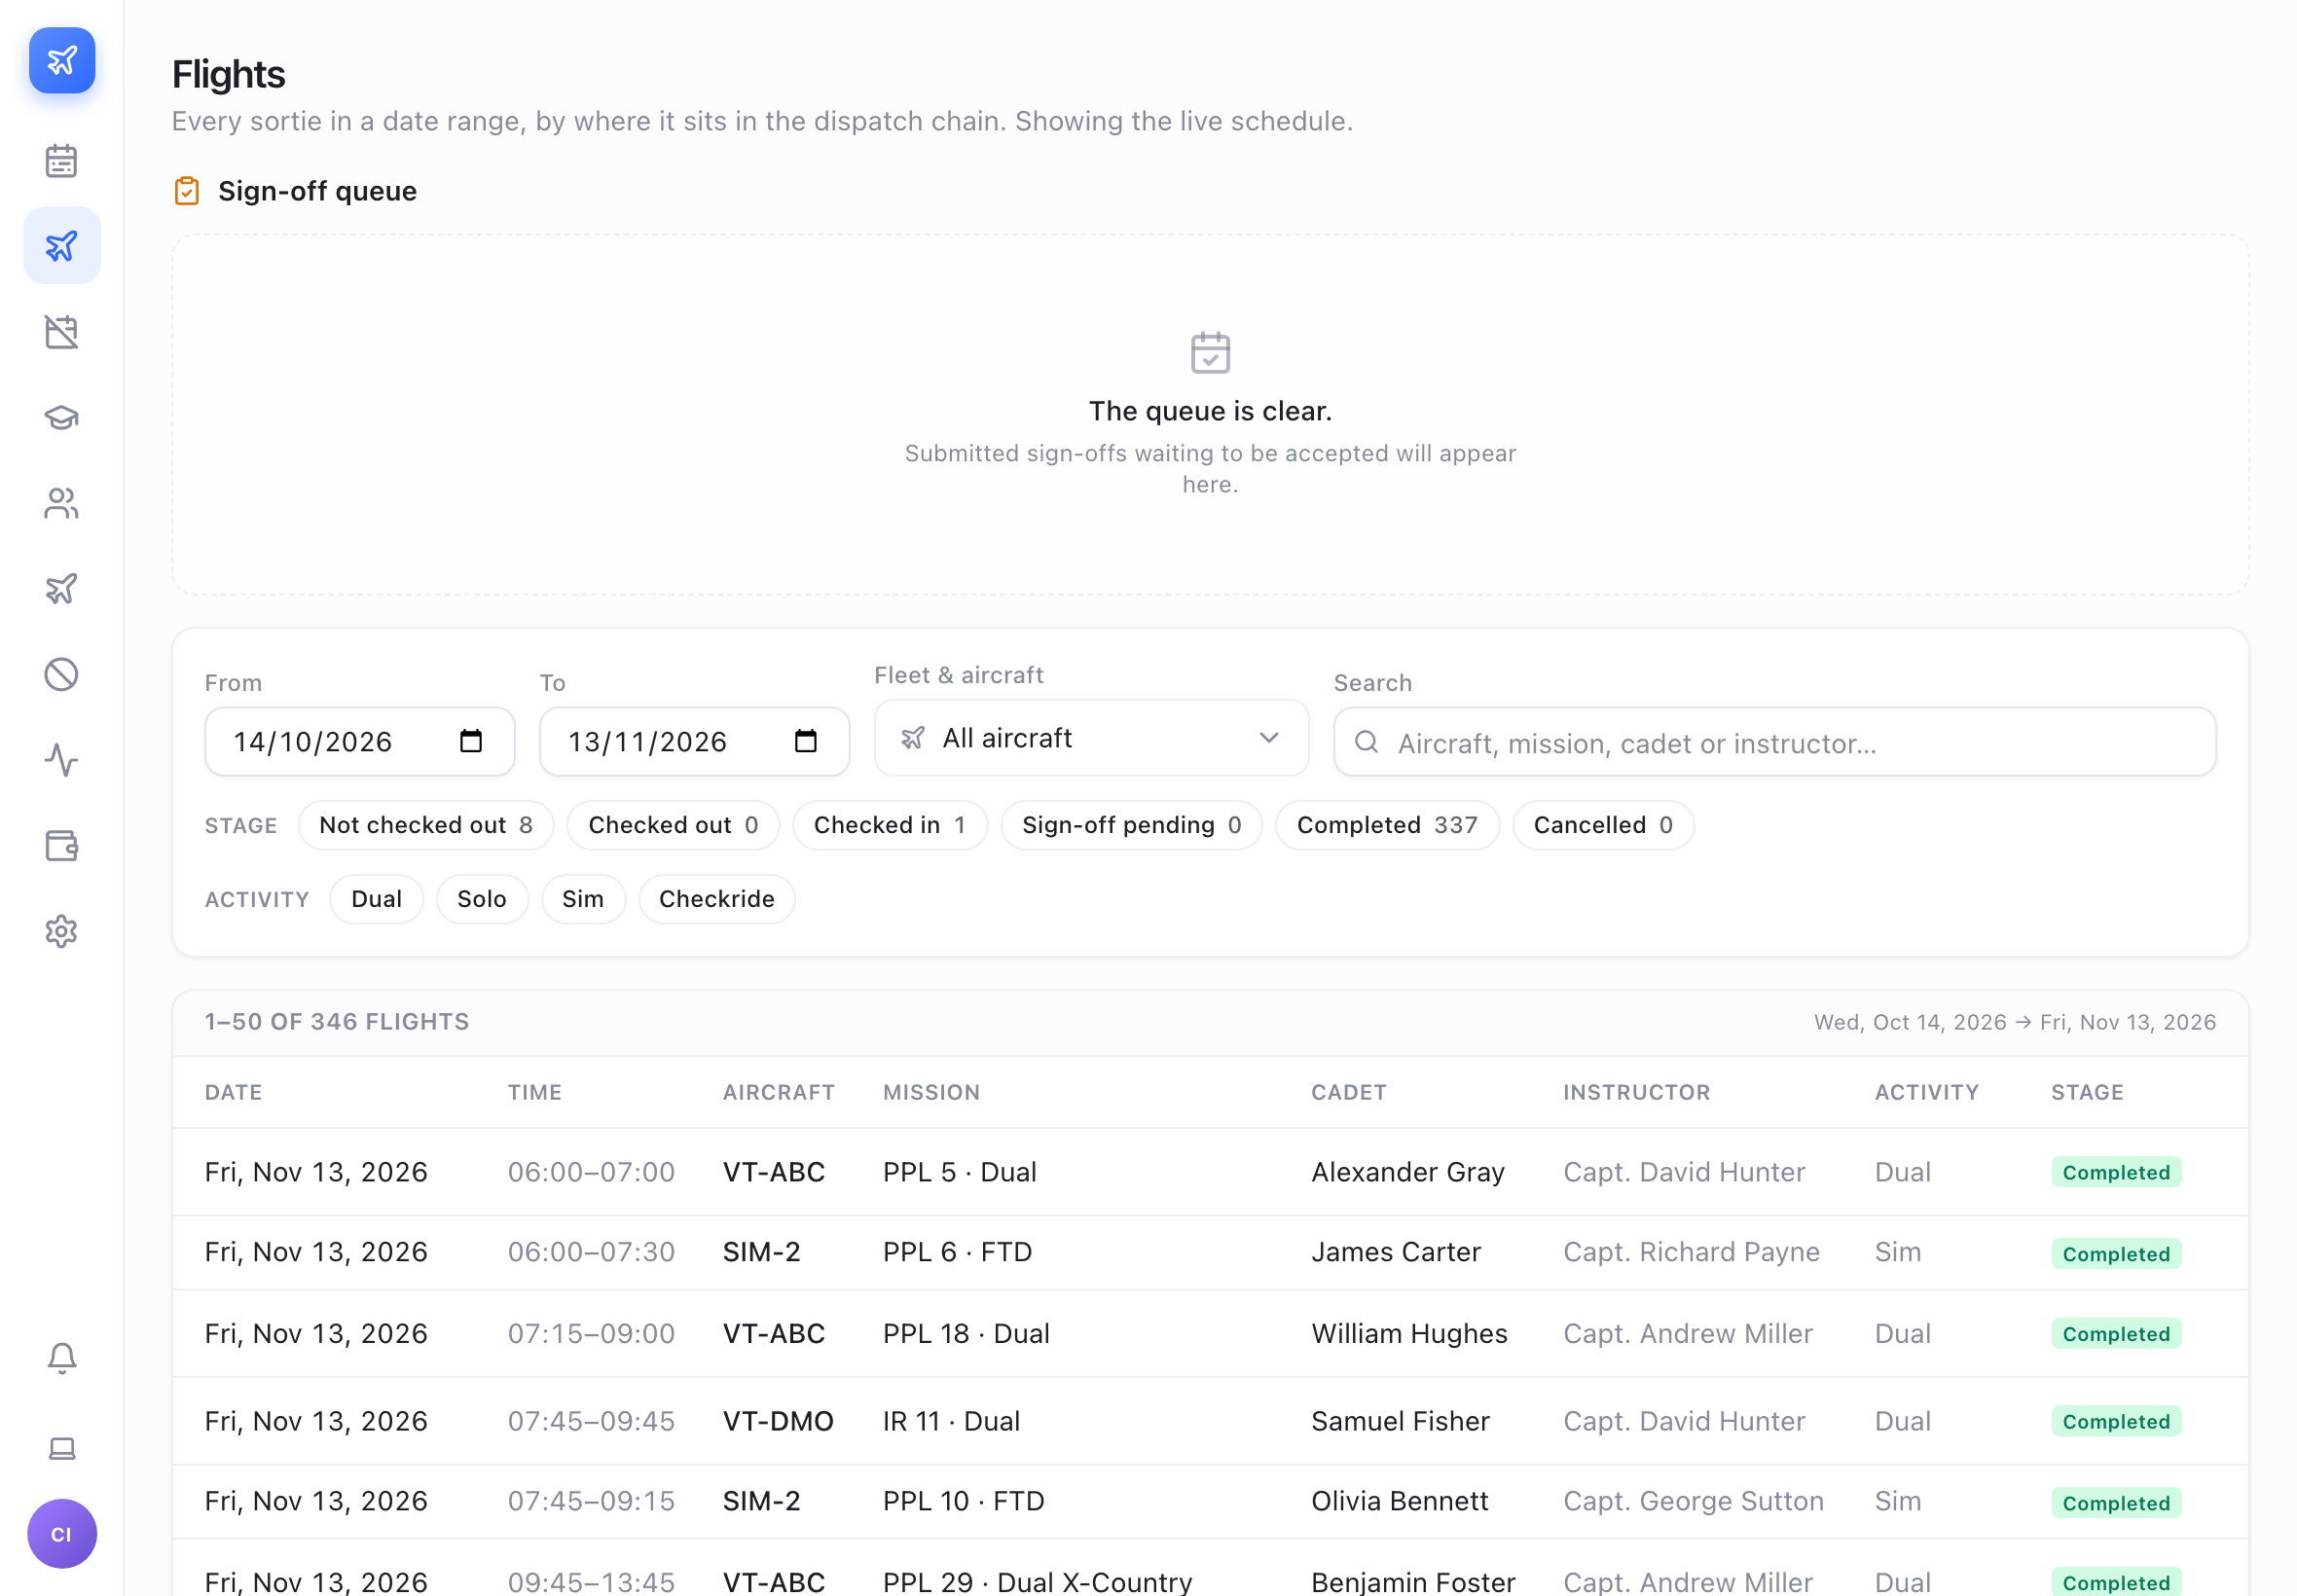 Flights
Every sortie in a date range, by where it sits in the dispatch chain. Showing the live schedule.
Sign-off queue
The queue is clear.
Submitted sign-offs waiting to be accepted will appear
here.
From To Fleet & aircraft Search
14/10/2026 13/11/2026 All aircraft Aircraft, mission, cadet or instructor...
STAGE Not checked out 8 Checked out 0 Checked in 1 Sign-off pending 0 Completed 337 Cancelled 0
ACTIVITY Dual Solo Sim Checkride
1–50 OF 346 FLIGHTS Wed, Oct 14, 2026 → Fri, Nov 13, 2026
DATE TIME AIRCRAFT MISSION CADET INSTRUCTOR ACTIVITY STAGE
Fri, Nov 13, 2026 06:00–07:00 VT-ABC PPL 5 · Dual Alexander Gray Capt. David Hunter Dual Completed
Fri, Nov 13, 2026 06:00–07:30 SIM-2 PPL 6 · FTD James Carter Capt. Richard Payne Sim Completed
Fri, Nov 13, 2026 07:15–09:00 VT-ABC PPL 18 · Dual William Hughes Capt. Andrew Miller Dual Completed
Fri, Nov 13, 2026 07:45–09:45 VT-DMO IR 11 · Dual Samuel Fisher Capt. David Hunter Dual Completed
Fri, Nov 13, 2026 07:45–09:15 SIM-2 PPL 10 · FTD Olivia Bennett Capt. George Sutton Sim Completed
Fri, Nov 13, 2026 09:45–13:45 VT-ABC PPL 29 · Dual X-Country Benjamin Foster Capt. Andrew Miller Dual Completed
CI